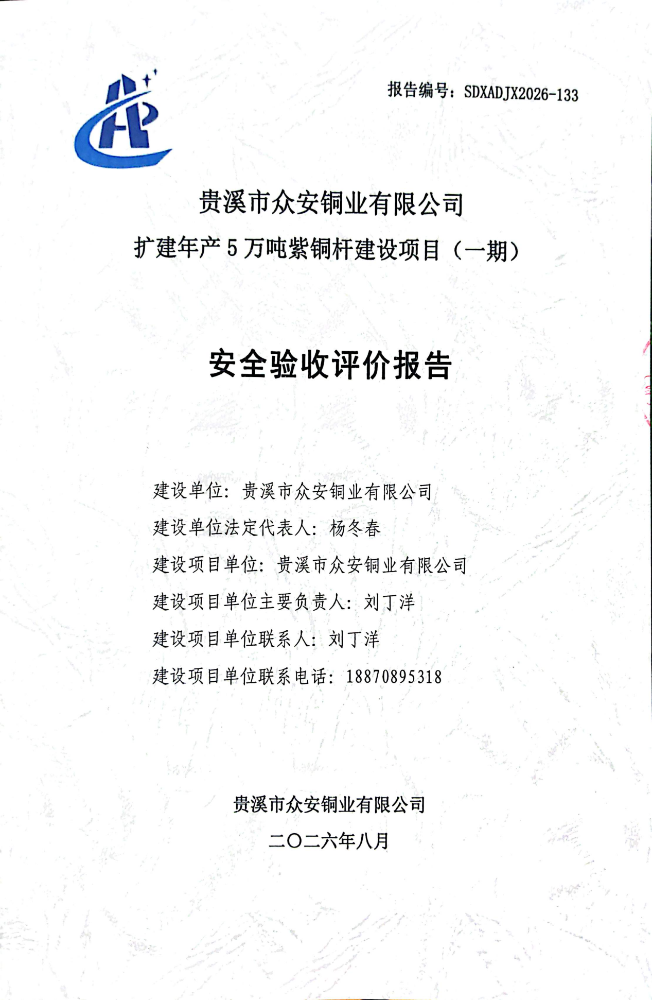 报告编号：SDXADJX2026-133
贵溪市众安铜业有限公司
扩建年产5万吨紫铜杆建设项目（一期）
安全验收评价报告
建设单位：贵溪市众安铜业有限公司
建设单位法定代表人：杨冬春
建设项目单位：贵溪市众安铜业有限公司
建设项目单位主要负责人：刘丁洋
建设项目单位联系人：刘丁洋
建设项目单位联系电话：18870895318
贵溪市众安铜业有限公司
二〇二六年八月